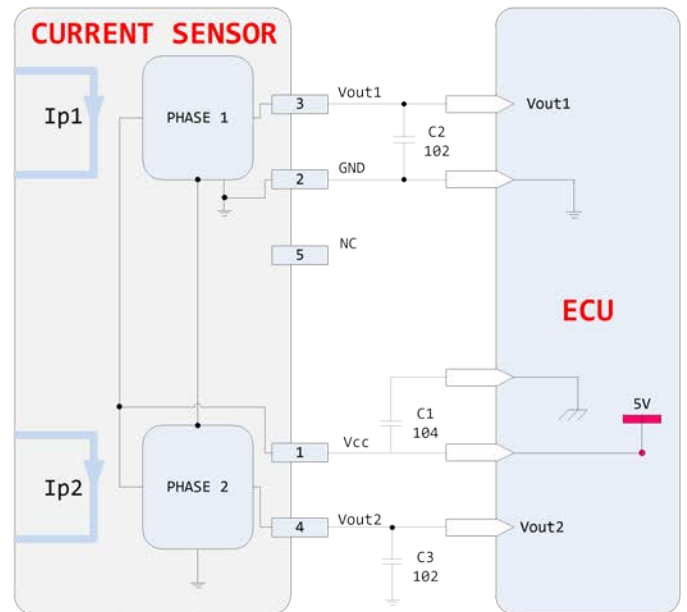 CURRENT SENSOR
Ip1
PHASE 1
3
Vout1
C2
102
Vout1
2
GND
5
NC
ECU
5V
C1
104
1
Vcc
Ip2
PHASE 2
4
Vout2
Vout2
C3
102